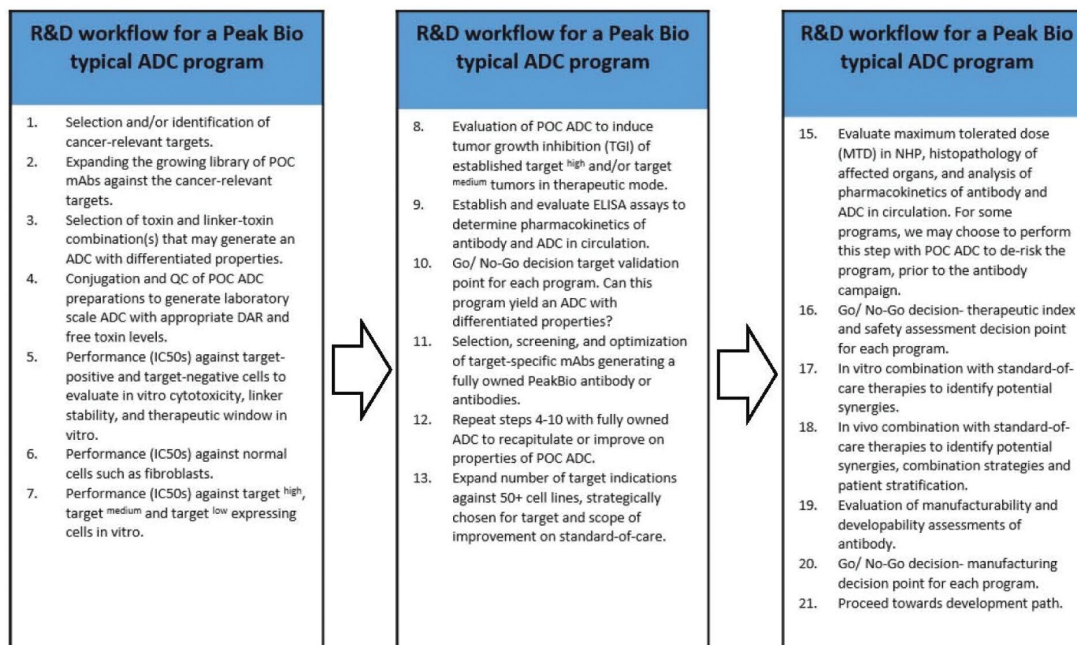 R&D workflow for a Peak Bio
typical ADC program
1. Selection and/or identification of
cancer-relevant targets.
2. Expanding the growing library of POC
mAbs against the cancer-relevant
targets.
3. Selection of toxin and linker-toxin
combination(s) that may generate an
ADC with differentiated properties.
4. Conjugation and QC of POC ADC
preparations to generate laboratory
scale ADC with appropriate DAR and
free toxin levels.
5. Performance (IC50s) against target-
positive and target-negative cells to
evaluate in vitro cytotoxicity, linker
stability, and therapeutic window in
vitro.
6. Performance (IC50s) against normal
cells such as fibroblasts.
7. Performance (IC50s) against target high,
target medium and target low expressing
cells in vitro.
R&D workflow for a Peak Bio
typical ADC program
8. Evaluation of POC ADC to induce
tumor growth inhibition (TGI) of
established target high and/or target
medium tumors in therapeutic mode.
9. Establish and evaluate ELISA assays to
determine pharmacokinetics of
antibody and ADC in circulation.
10. Go/ No-Go decision target validation
point for each program. Can this
program yield an ADC with
differentiated properties?
11. Selection, screening, and optimization
of target-specific mAbs generating a
fully owned PeakBio antibody or
antibodies.
12. Repeat steps 4-10 with fully owned
ADC to recapitulate or improve on
properties of POC ADC.
13. Expand number of target indications
against 50+ cell lines, strategically
chosen for target and scope of
improvement on standard-of-care.
R&D workflow for a Peak Bio
typical ADC program
15. Evaluate maximum tolerated dose
(MTD) in NHP, histopathology of
affected organs, and analysis of
pharmacokinetics of antibody and
ADC in circulation. For some
programs, we may choose to perform
this step with POC ADC to de-risk the
program, prior to the antibody
campaign.
16. Go/ No-Go decision- therapeutic index
and safety assessment decision point
for each program.
17. In vitro combination with standard-of-
care therapies to identify potential
synergies.
18. In vivo combination with standard-of-
care therapies to identify potential
synergies, combination strategies and
patient stratification.
19. Evaluation of manufacturability and
developability assessments of
antibody.
20. Go/ No-Go decision- manufacturing
decision point for each program.
21. Proceed towards development path.